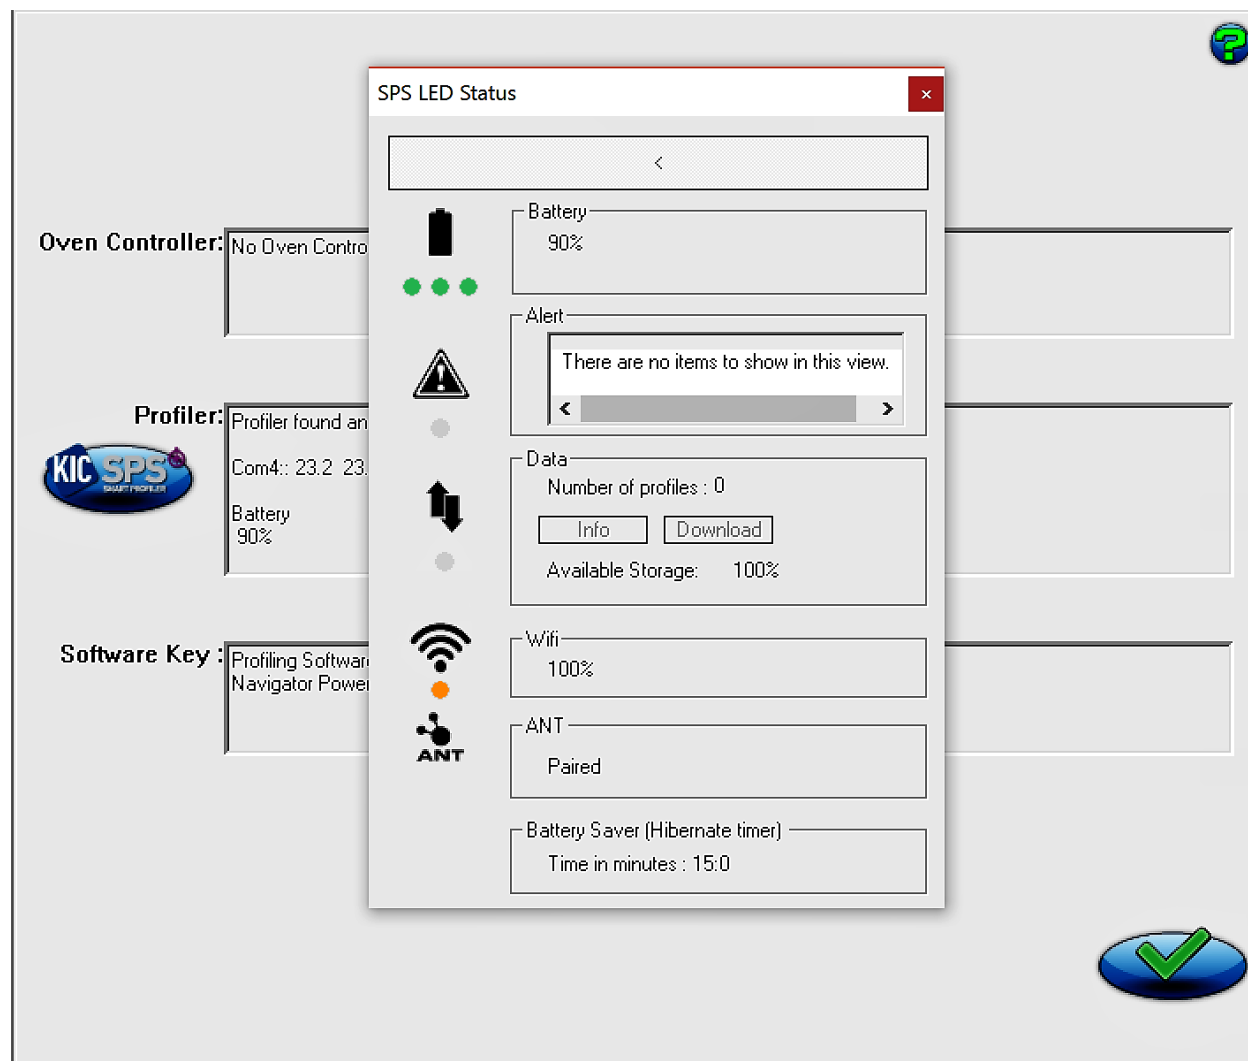 ?
SPS LED Status
×
<
Oven Controller:
No Oven Contro
Battery
90%
Alert
There are no items to show in this view.
< >
Profiler:
Profiler found an
KIC SPS
SMART PROFILER
Com4:: 23.2 23.
Battery
90%
Data
Number of profiles : 0
Info Download
Available Storage: 100%
Software Key :
Profiling Softwar
Navigator Power
Wifi
100%
ANT
ANT
Paired
Battery Saver (Hibernate timer)
Time in minutes : 15:0